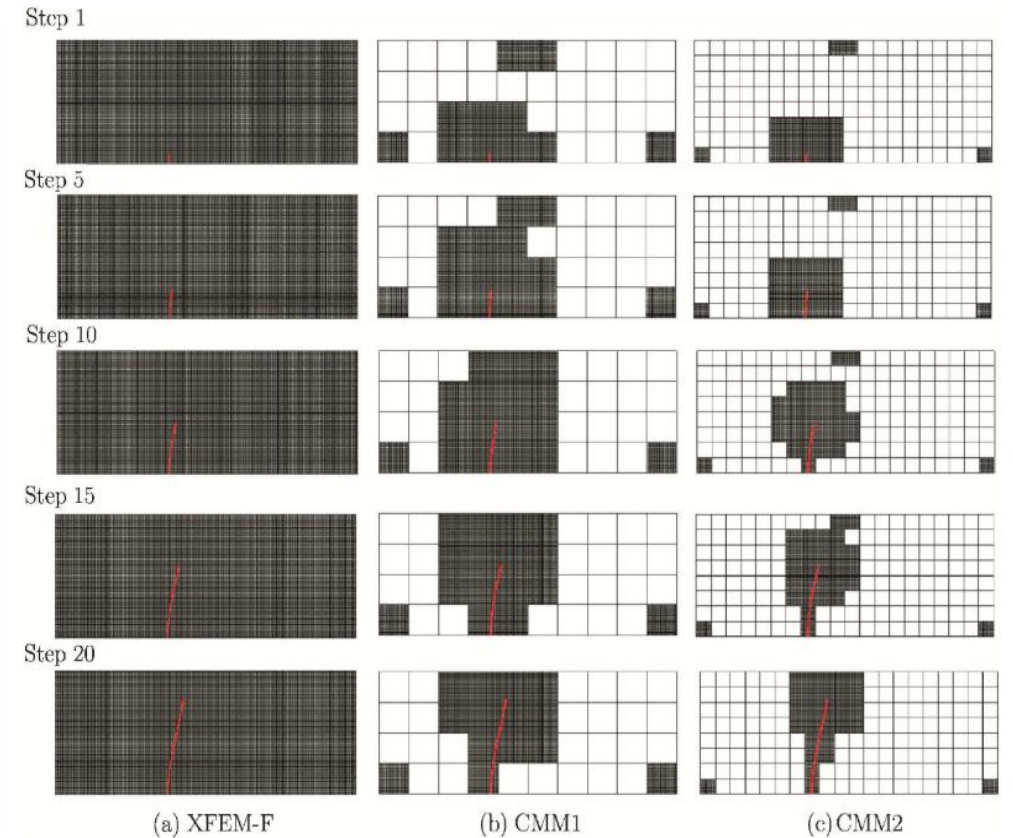 Step 1
Step 5
Step 10
Step 15
Step 20
(a) XFEM-F
(b) CMM1
(c) CMM2